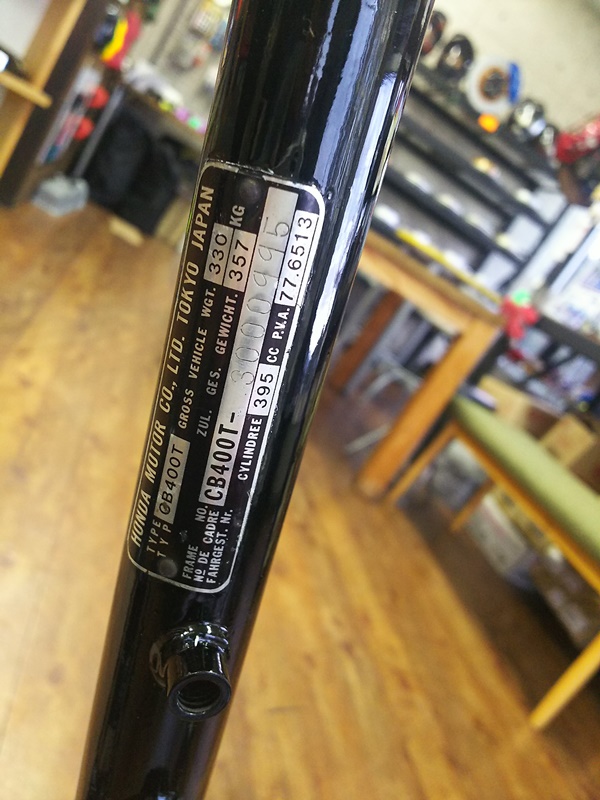 HONDA MOTOR CO., LTD. TOKYO JAPAN
TYPE
TYP CB400T
GROSS VEHICLE WGT. 330 KG
ZUL. GES. GEWICHT. 357
FRAME NO.
Nº DE CADRE
FAHRGEST. Nr.
CB400T- 3000995
CYLINDREE 395 CC P.V.A. 77.6513